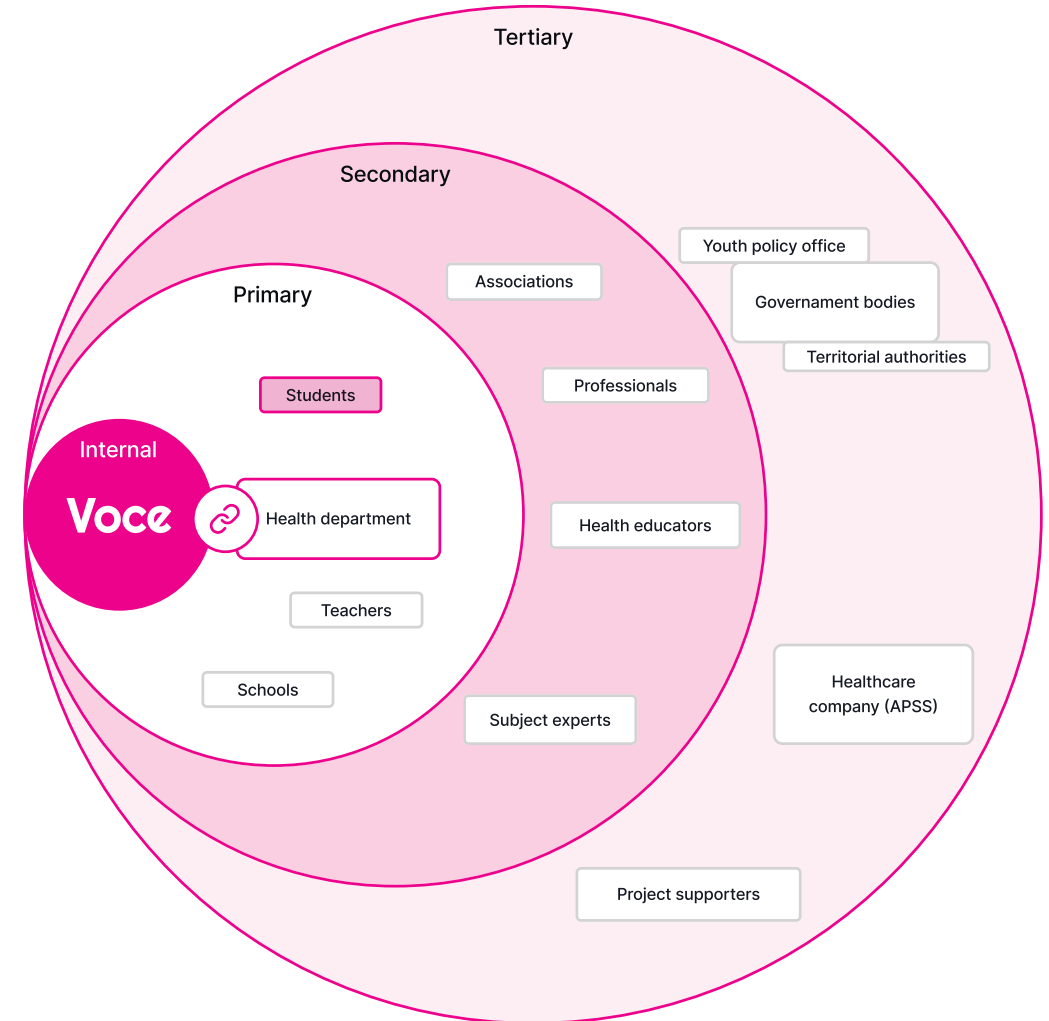 Tertiary
Secondary
Youth policy office
Associations
Governament bodies
Primary
Territorial authorities
Professionals
Students
Internal
Voce
Health department
Health educators
Teachers
Healthcare
company (APSS)
Schools
Subject experts
Project supporters